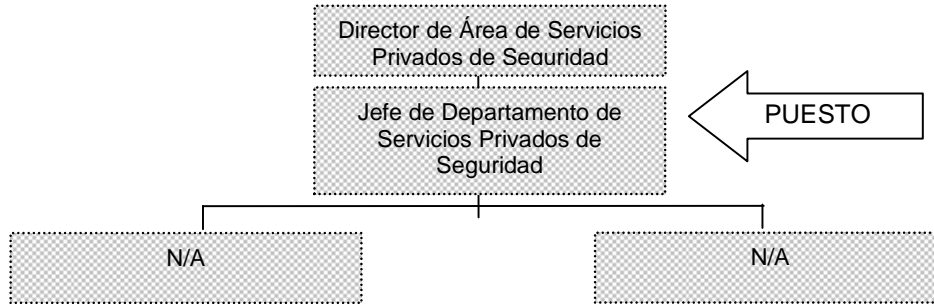 Director de Área de Servicios
Privados de Seguridad
Jefe de Departamento de
Servicios Privados de
Seguridad
PUESTO
N/A
N/A